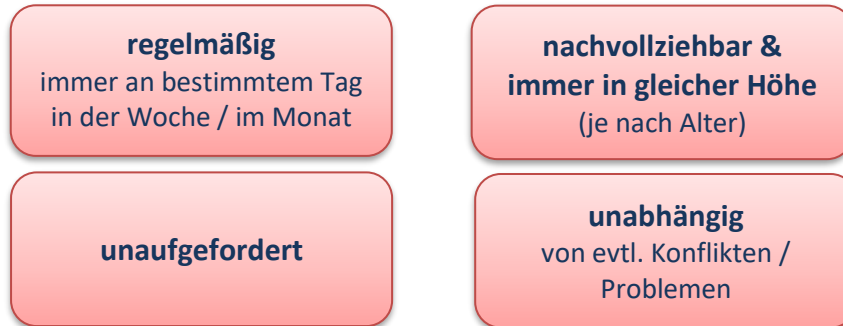 regelmäßig
immer an bestimmtem Tag
in der Woche / im Monat
nachvollziehbar &
immer in gleicher Höhe
(je nach Alter)
unaufgefordert
unabhängig
von evtl. Konflikten /
Problemen